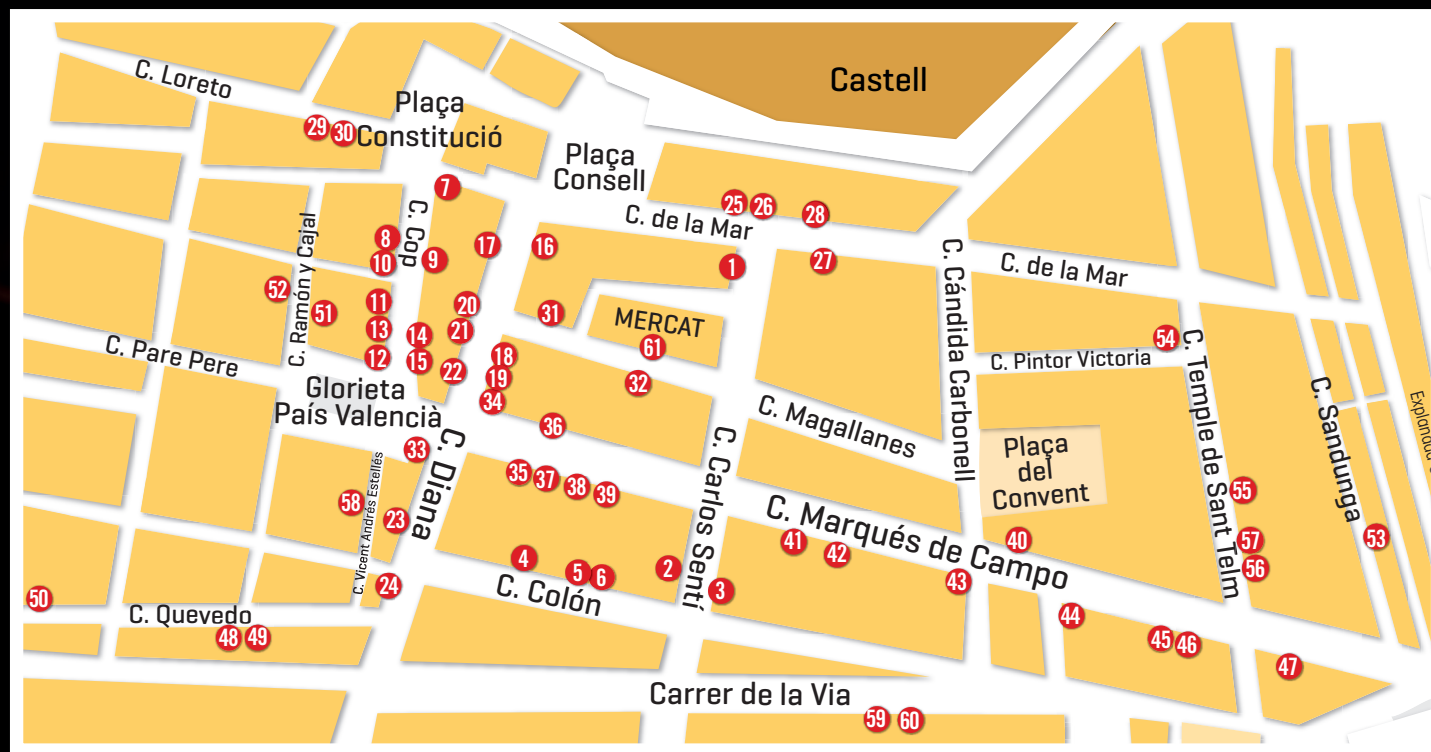 Castell
C. Loreto
Plaça
Constitució
29
30
Plaça
Consell
7
25
26
28
C. de la Mar
C. Cop
8
9
10
17
16
1
27
C. de la Mar
C. Ramón y Cajal
52
51
11
13
12
14
15
20
21
22
31
MERCAT
61
18
19
34
32
36
C. Cándida Carbonell
54
C. Pintor Victoria
C. Temple de Sant Telm
C. Sandunga
Explanada
C. Pare Pere
Glorieta
País Valencià
33
C. Diana
C. Magallanes
C. Carlos Sentí
Plaça
del
Convent
58
23
C. Vicent Andrés Estellés
35
37
38
39
C. Marqués de Campo
41
42
40
43
55
57
56
53
4
5
6
2
3
24
C. Colón
50
C. Quevedo
48
49
44
45
46
47
Carrer de la Via
59
60